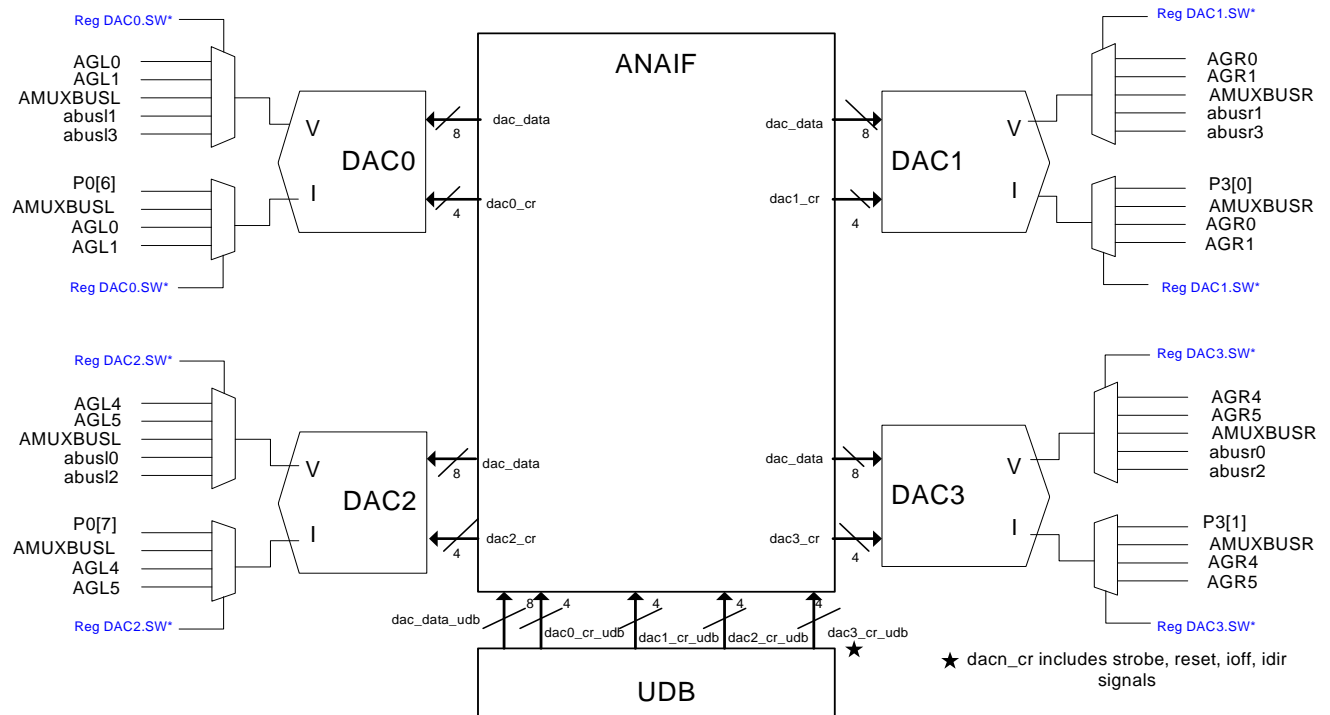 Reg DAC0.SW*
AGL0
AGL1
AMUXBUSL
abusl1
abusl3
V
DAC0
I
P0[6]
AMUXBUSL
AGL0
AGL1
Reg DAC0.SW*
ANAIF
dac_data
8
dac0_cr
4
dac_data
8
dac1_cr
4
Reg DAC1.SW*
AGR0
AGR1
AMUXBUSR
abusr1
abusr3
V
DAC1
I
P3[0]
AMUXBUSR
AGR0
AGR1
Reg DAC1.SW*
Reg DAC2.SW*
AGL4
AGL5
AMUXBUSL
abusl0
abusl2
V
DAC2
I
P0[7]
AMUXBUSL
AGL4
AGL5
Reg DAC2.SW*
dac_data
8
dac2_cr
4
dac_data
8
dac3_cr
4
Reg DAC3.SW*
AGR4
AGR5
AMUXBUSR
abusr0
abusr2
V
DAC3
I
P3[1]
AMUXBUSR
AGR4
AGR5
Reg DAC3.SW*
8 4 4 4 4
dac_data_udb
dac0_cr_udb
dac1_cr_udb
dac2_cr_udb
dac3_cr_udb
UDB
★ dacn_cr includes strobe, reset, ioff, idir
signals